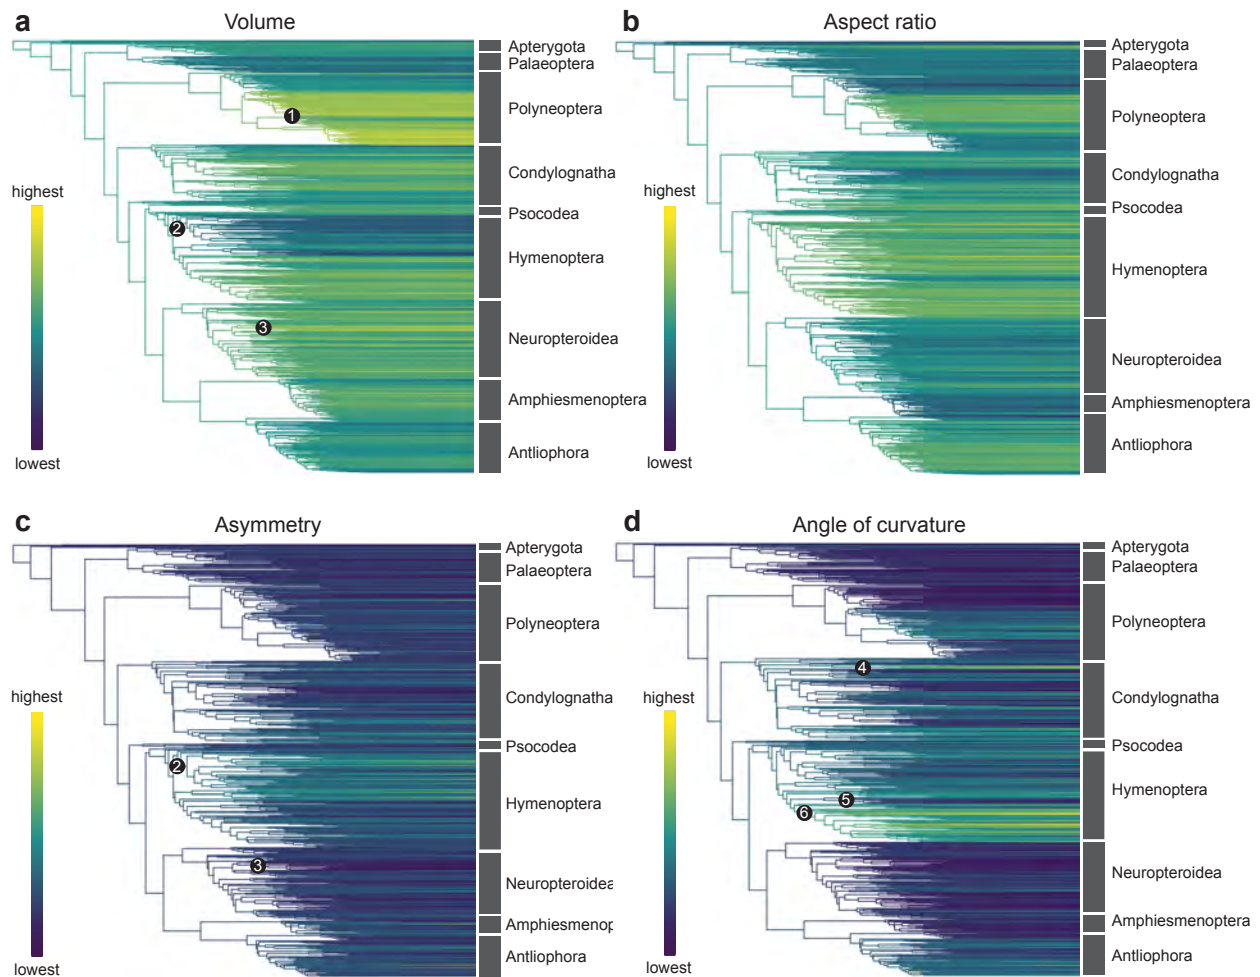 a
Volume
highest
lowest
1
2
3
Apterygota
Palaeoptera
Polyneoptera
Condylognatha
Psocodea
Hymenoptera
Neuropteroidea
Amphiesmenoptera
Antliophora
b
Aspect ratio
highest
lowest
Apterygota
Palaeoptera
Polyneoptera
Condylognatha
Psocodea
Hymenoptera
Neuropteroidea
Amphiesmenoptera
Antliophora
c
Asymmetry
highest
lowest
2
3
Apterygota
Palaeoptera
Polyneoptera
Condylognatha
Psocodea
Hymenoptera
Neuropteroidea
Amphiesmenop
Antliophora
d
Angle of curvature
highest
lowest
4
5
6
Apterygota
Palaeoptera
Polyneoptera
Condylognatha
Psocodea
Hymenoptera
Neuropteroidea
Amphiesmenoptera
Antliophora